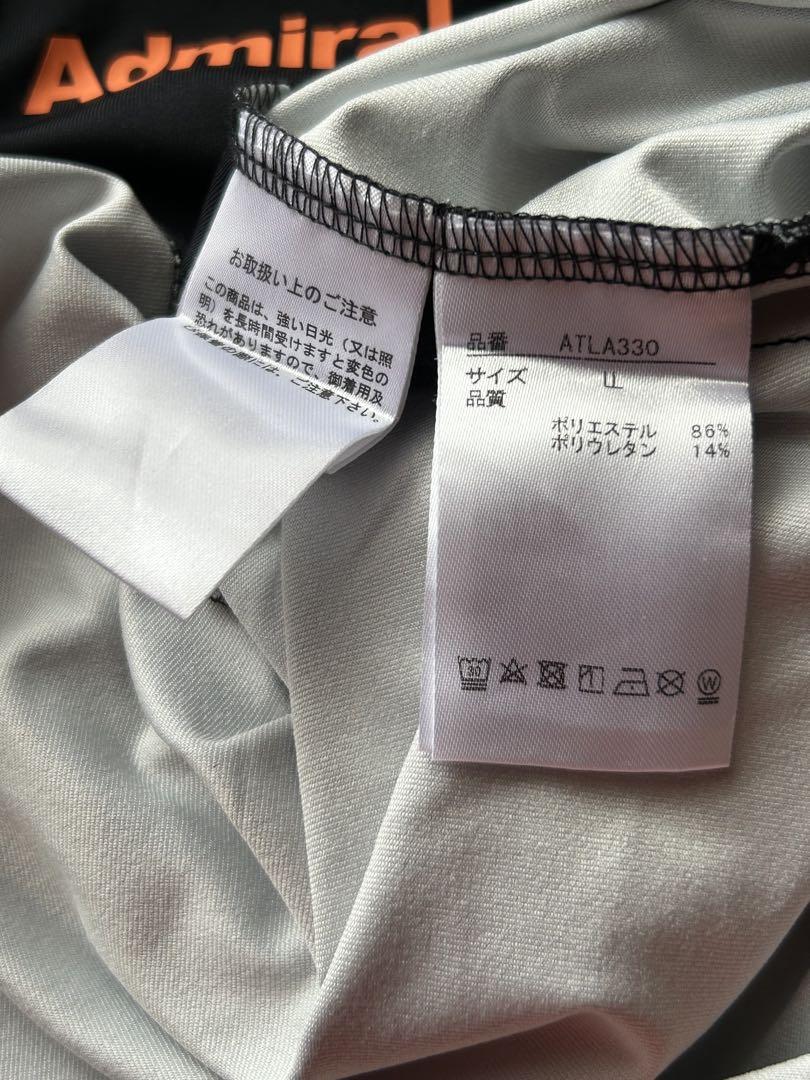 Admiral
お取扱い上のご注意
この商品は、強い日光（又は照
明）を長時間受けますと変色の
恐れがありますので、御着用及
には、ご注意下さい。
品番 ATLA330
サイズ LL
品質
ポリエステル 86%
ポリウレタン 14%
30
W